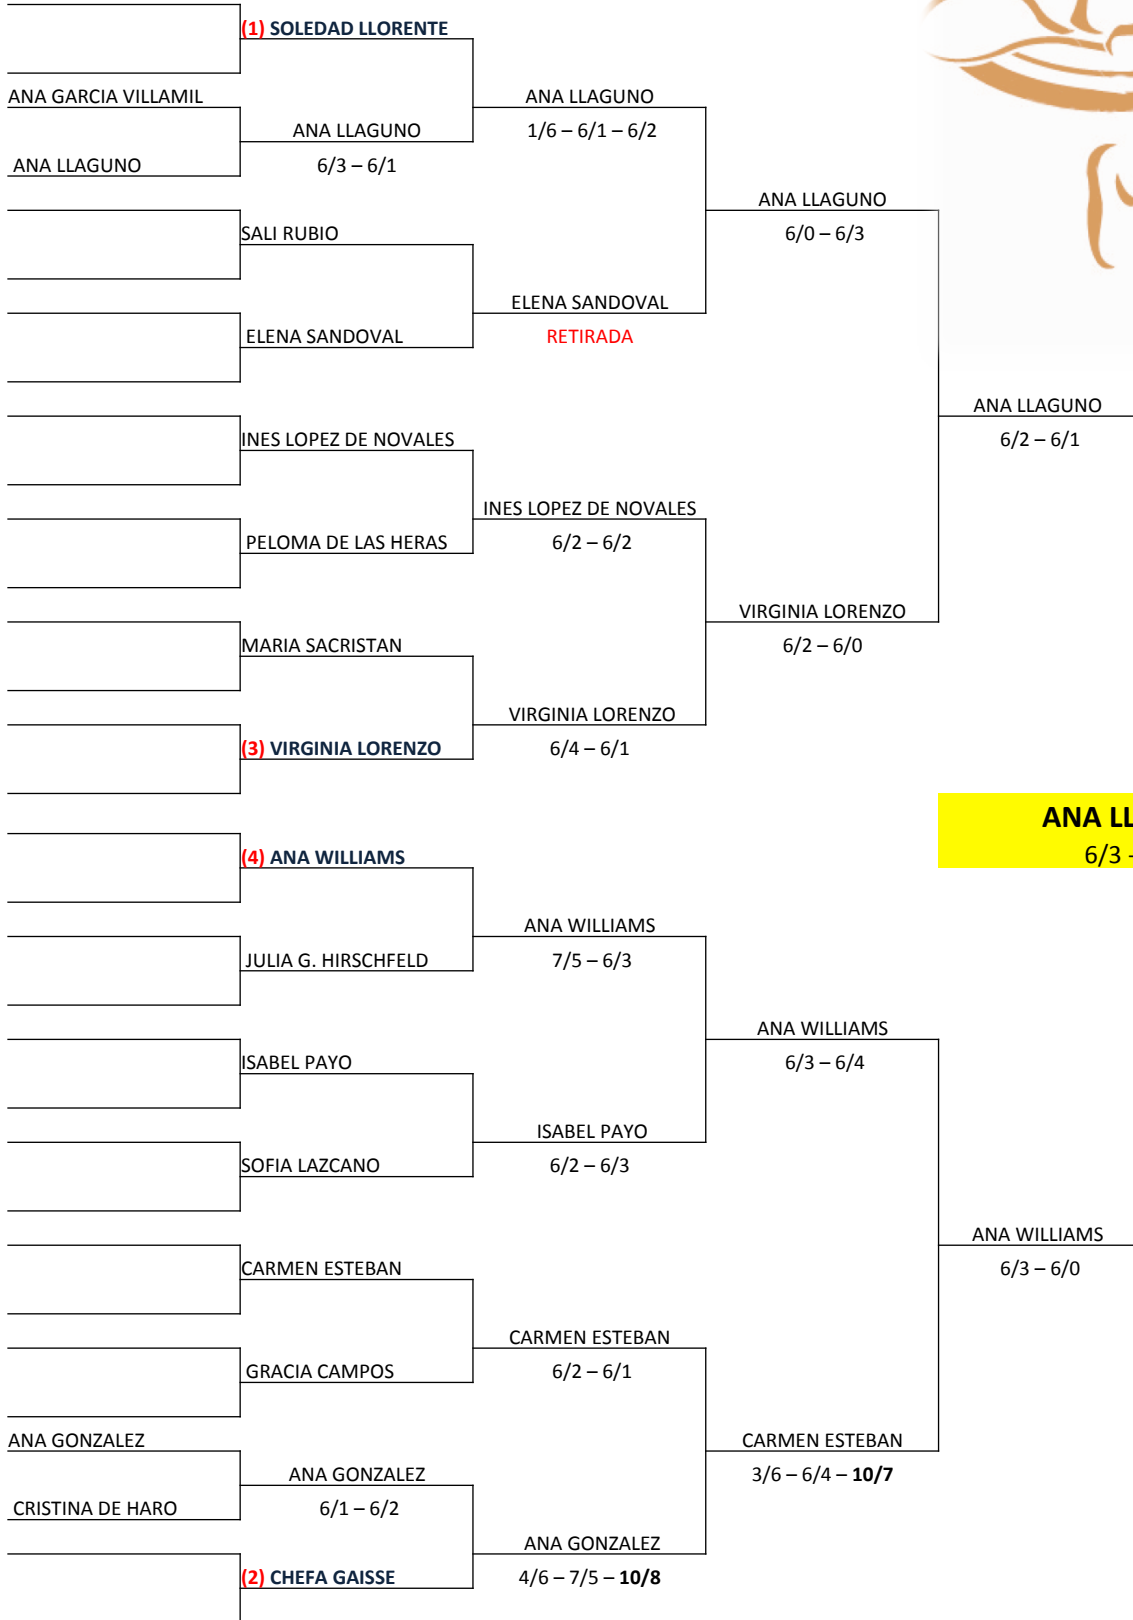 (1) SOLEDAD LLORENTE
ANA GARCIA VILLAMIL
ANA LLAGUNO
ANA LLAGUNO
1/6 – 6/1 – 6/2
ANA LLAGUNO
6/3 – 6/1
ANA LLAGUNO
6/0 – 6/3
SALI RUBIO
ELENA SANDOVAL
RETIRADA
ELENA SANDOVAL
ANA LLAGUNO
6/2 – 6/1
INES LOPEZ DE NOVALES
INES LOPEZ DE NOVALES
6/2 – 6/2
PELOMA DE LAS HERAS
VIRGINIA LORENZO
6/2 – 6/0
MARIA SACRISTAN
VIRGINIA LORENZO
6/4 – 6/1
(3) VIRGINIA LORENZO
ANA LL
6/3 -
(4) ANA WILLIAMS
ANA WILLIAMS
7/5 – 6/3
JULIA G. HIRSCHFELD
ANA WILLIAMS
6/3 – 6/4
ISABEL PAYO
ISABEL PAYO
6/2 – 6/3
SOFIA LAZCANO
ANA WILLIAMS
6/3 – 6/0
CARMEN ESTEBAN
CARMEN ESTEBAN
6/2 – 6/1
GRACIA CAMPOS
ANA GONZALEZ
CARMEN ESTEBAN
3/6 – 6/4 – 10/7
ANA GONZALEZ
6/1 – 6/2
CRISTINA DE HARO
ANA GONZALEZ
4/6 – 7/5 – 10/8
(2) CHEFA GAISSE